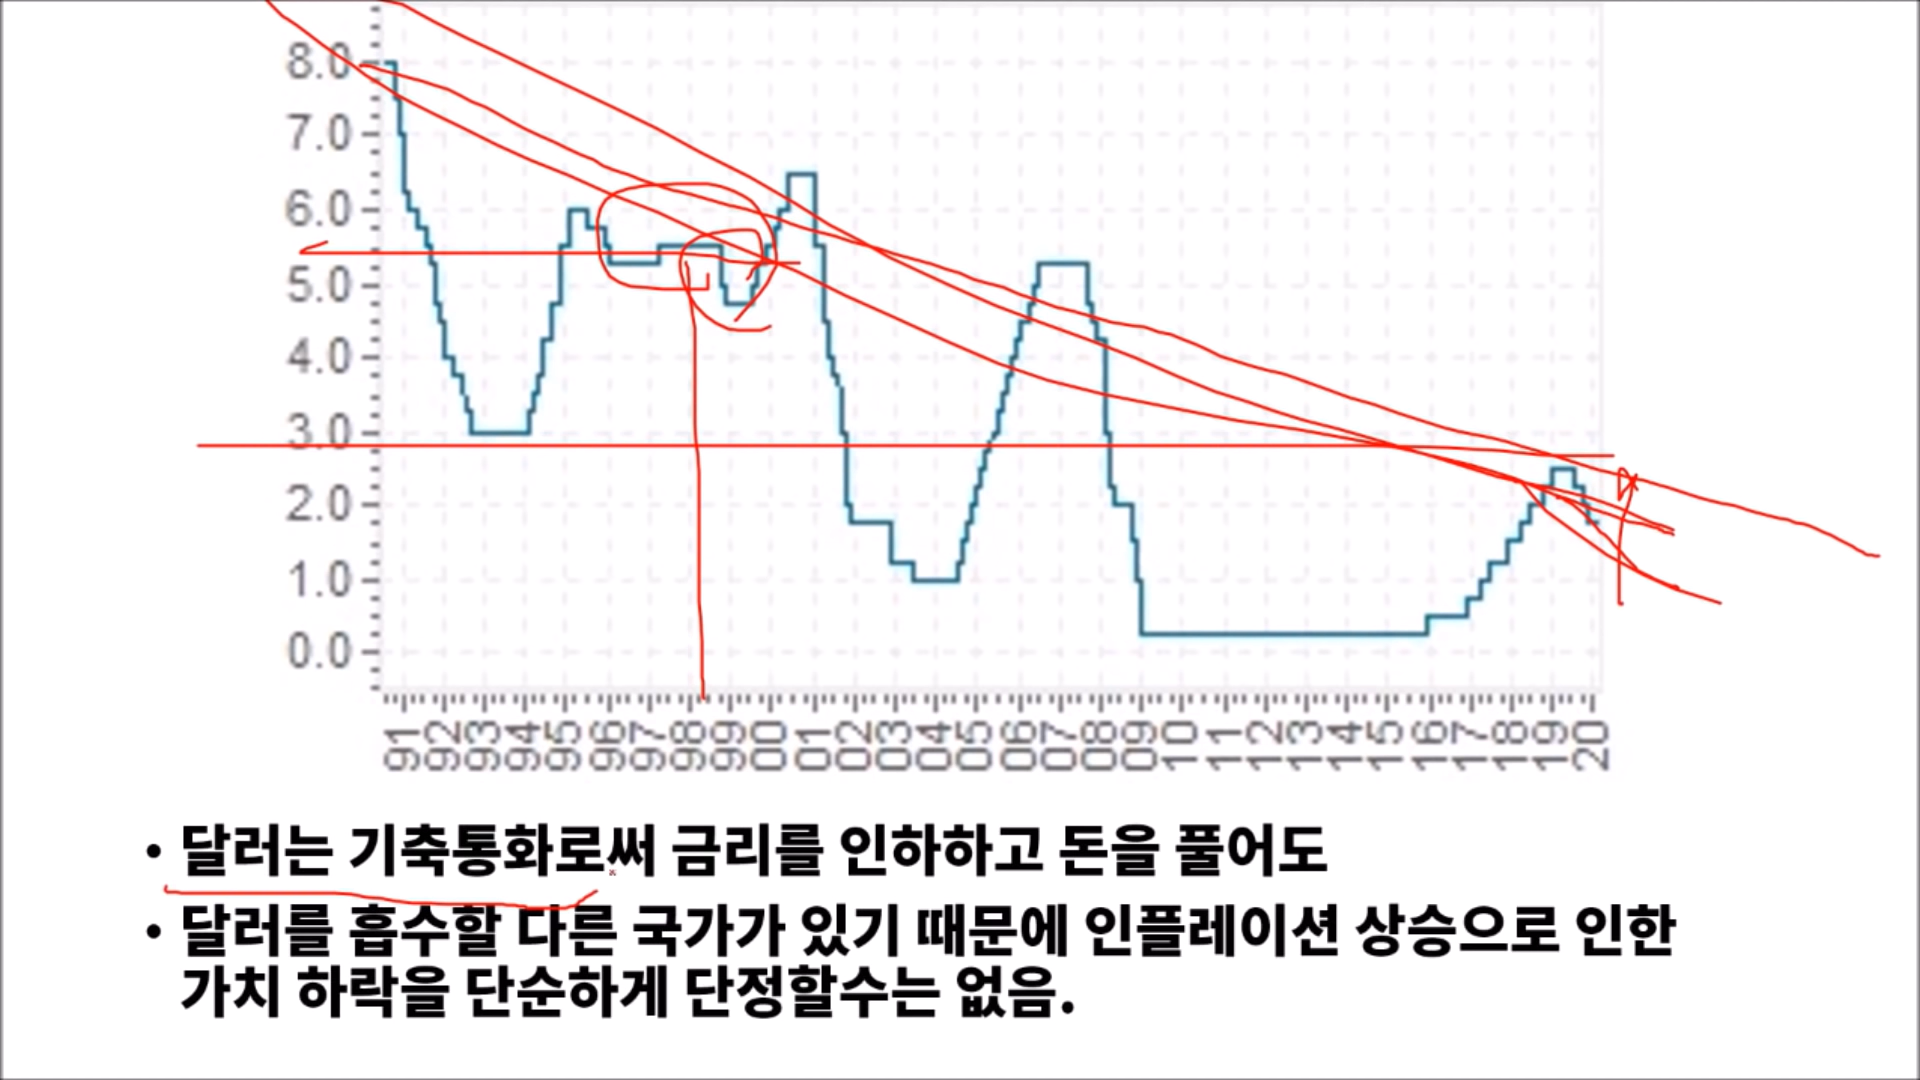 8.0
7.0
6.0
5.0
4.0
3.0
2.0
1.0
0.0
91 92 93 94 95 96 97 98 99 00 01 02 03 04 05 06 07 08 09 10 11 12 13 14 15 16 17 18 19 20
• 달러는 기축통화로써 금리를 인하하고 돈을 풀어도
• 달러를 흡수할 다른 국가가 있기 때문에 인플레이션 상승으로 인한
가치 하락을 단순하게 단정할수는 없음.